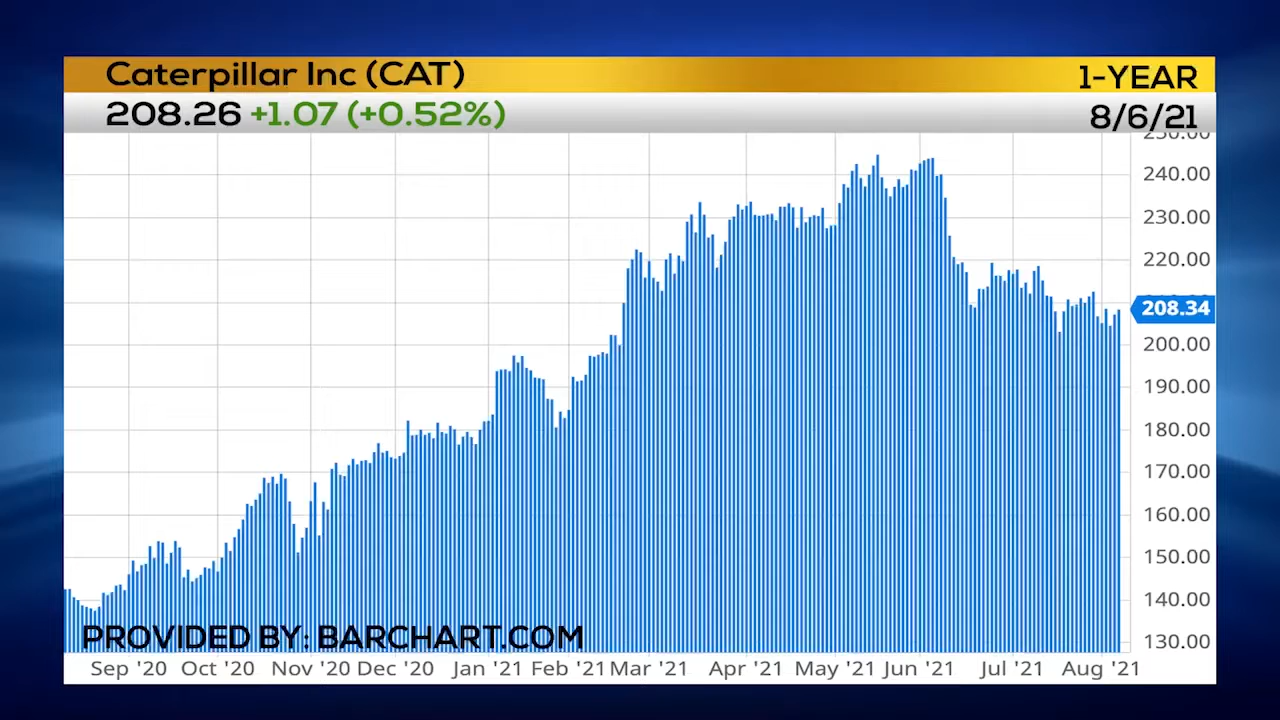 Caterpillar Inc (CAT)
1-YEAR
208.26 +1.07 (+0.52%)
8/6/21
240.00
230.00
220.00
208.34
200.00
190.00
180.00
170.00
160.00
150.00
140.00
130.00
PROVIDED BY: BARCHART.COM
Sep '20 Oct '20 Nov '20 Dec '20 Jan '21 Feb '21 Mar '21 Apr '21 May '21 Jun '21 Jul '21 Aug '21